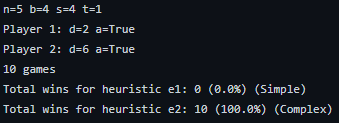 n=5 b=4 s=4 t=1
Player 1: d=2 a=True
Player 2: d=6 a=True
10 games
Total wins for heuristic e1: 0 (0.0%) (Simple)
Total wins for heuristic e2: 10 (100.0%) (Complex)